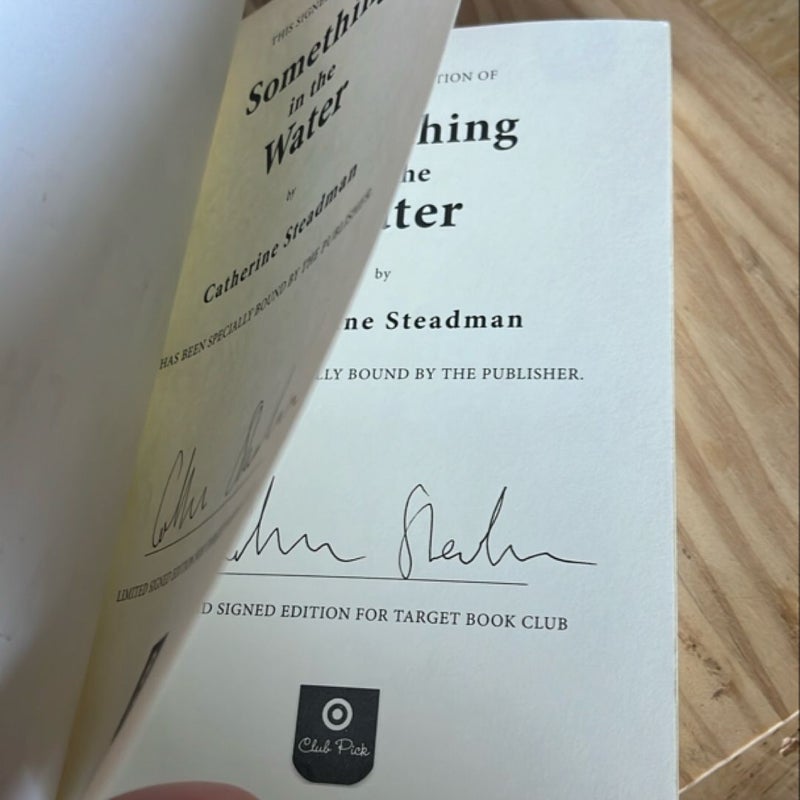 THIS SIGNED
Something
in the
Water
by
Catherine Steadman
HAS BEEN SPECIALLY BOUND BY THE PUBLISHER.
LIMITED SIGNED EDITION
TION OF
hing
he
ter
by
ne Steadman
LLY BOUND BY THE PUBLISHER.
D SIGNED EDITION FOR TARGET BOOK CLUB
Club Pick